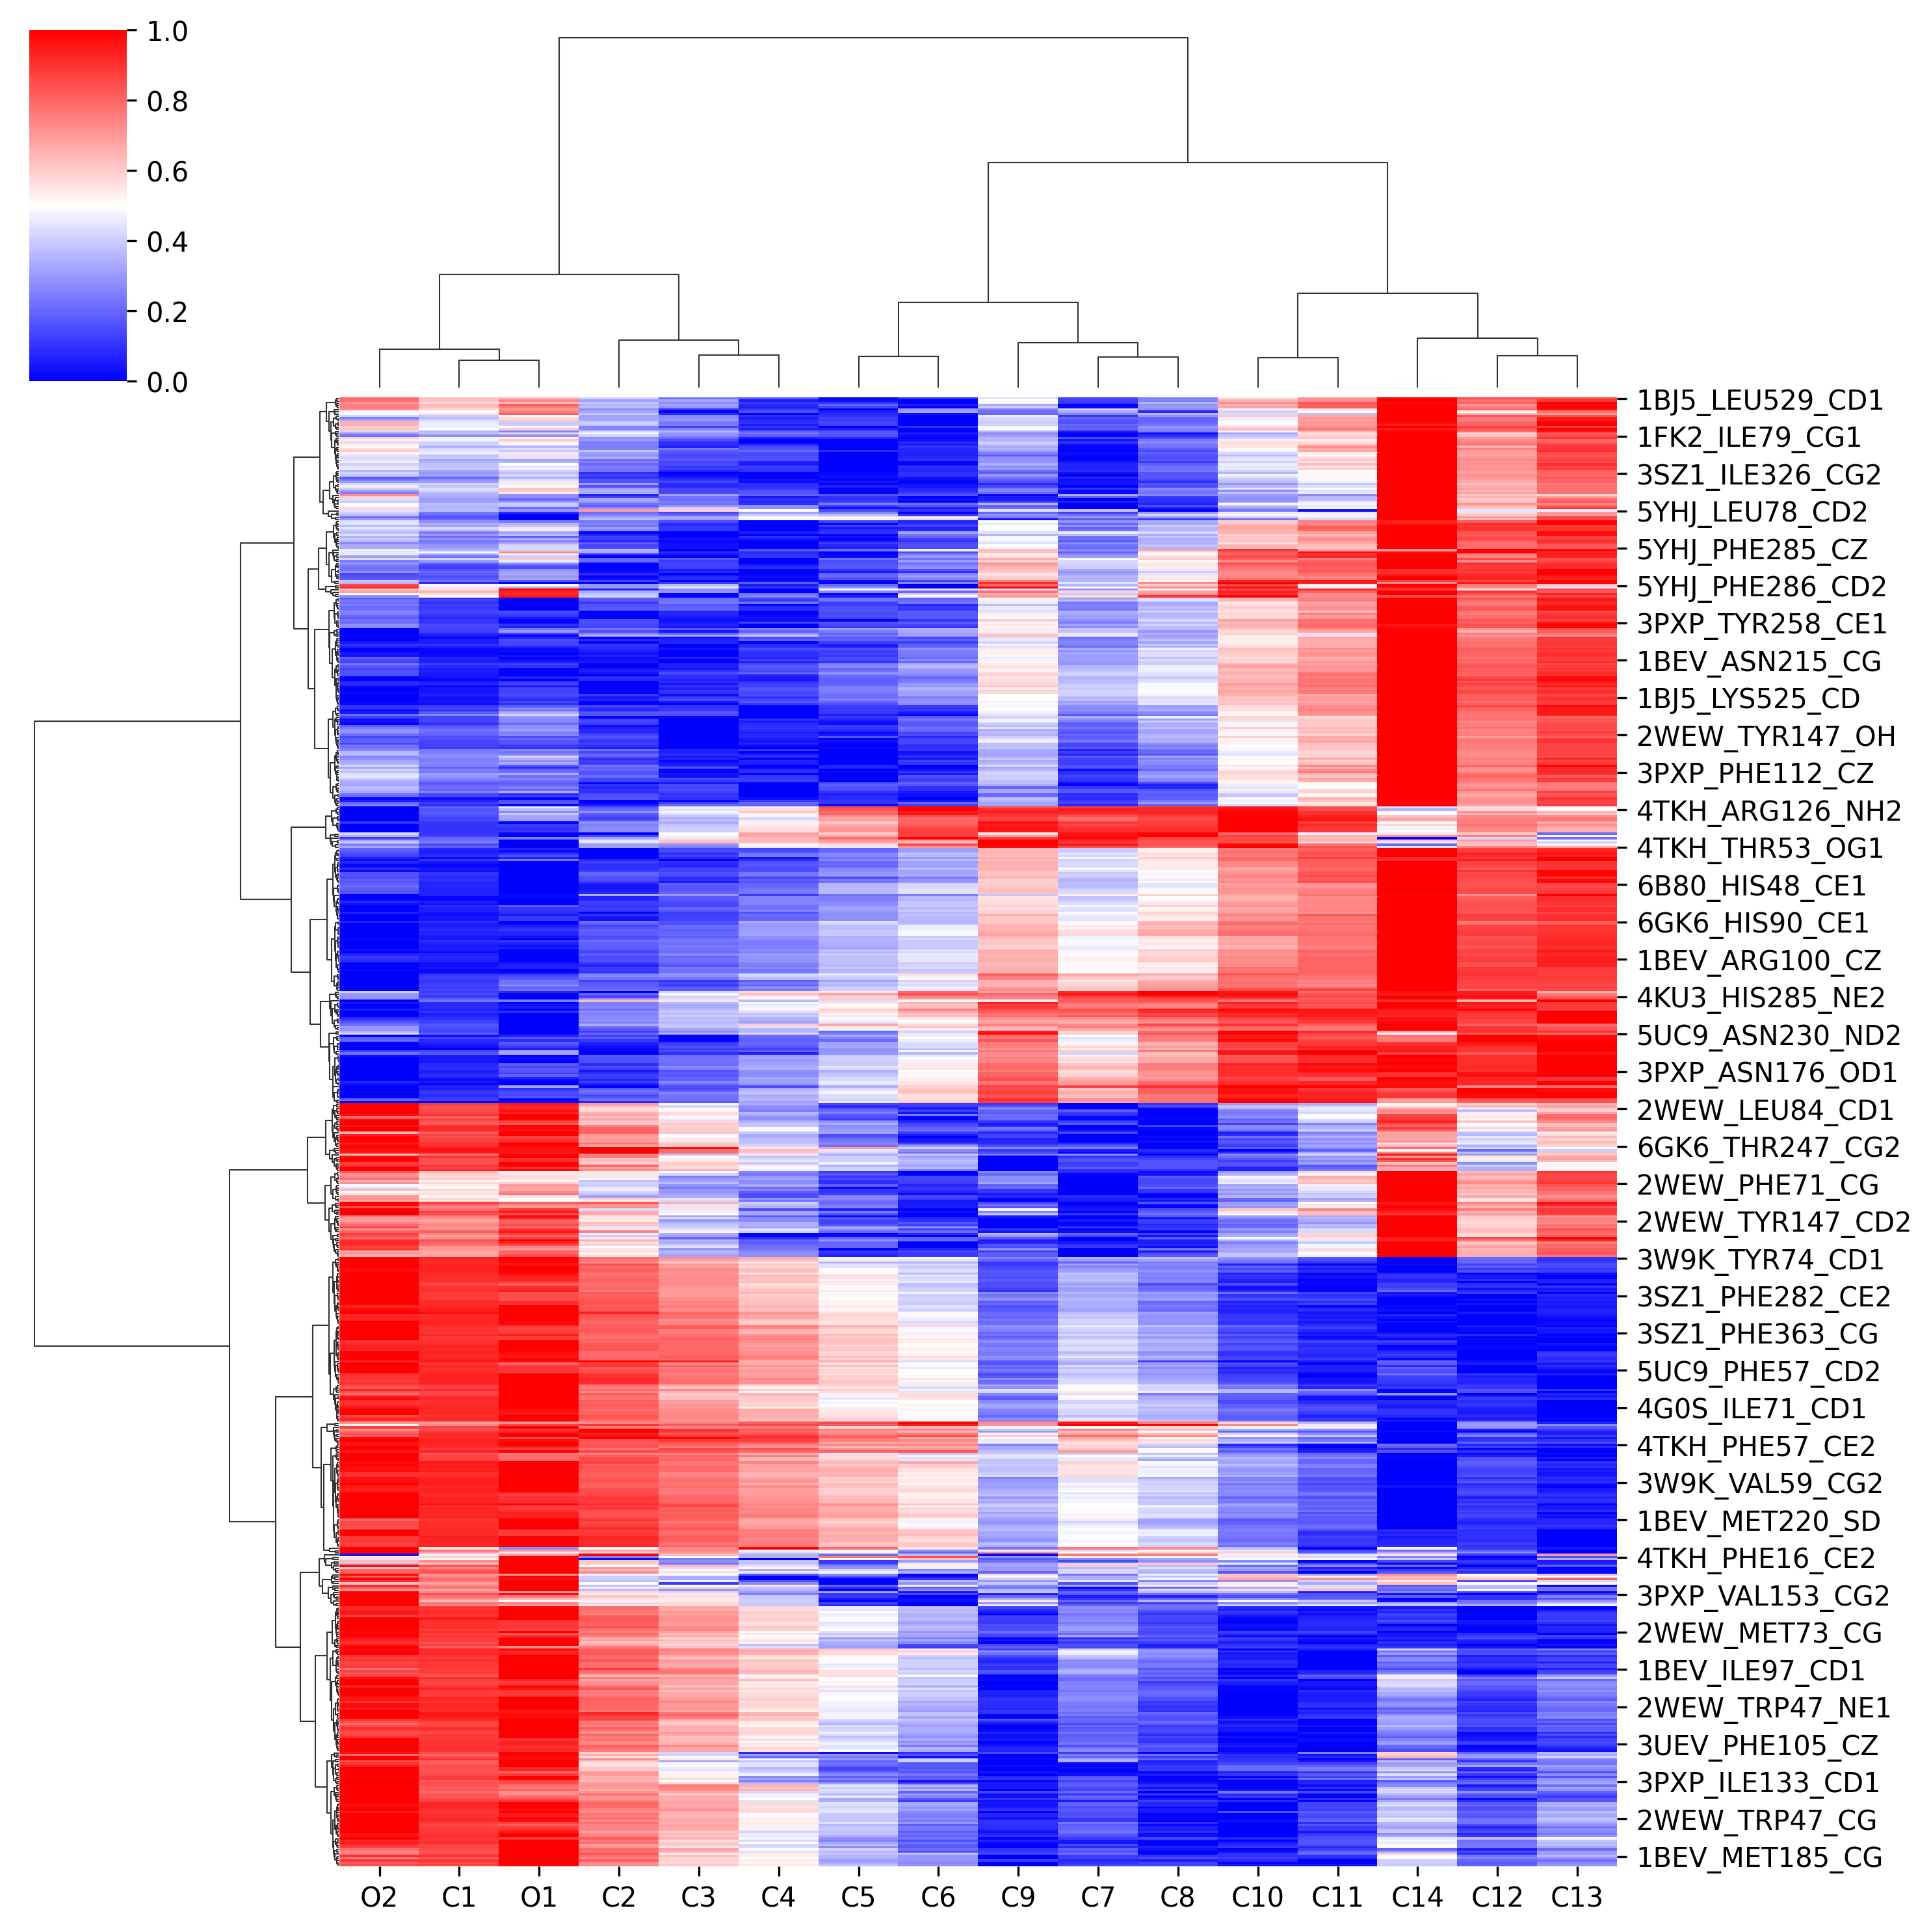 1.0
0.8
0.6
0.4
0.2
0.0
1BJ5_LEU529_CD1
1FK2_ILE79_CG1
3SZ1_ILE326_CG2
5YHJ_LEU78_CD2
5YHJ_PHE285_CZ
5YHJ_PHE286_CD2
3PXP_TYR258_CE1
1BEV_ASN215_CG
1BJ5_LYS525_CD
2WEW_TYR147_OH
3PXP_PHE112_CZ
4TKH_ARG126_NH2
4TKH_THR53_OG1
6B80_HIS48_CE1
6GK6_HIS90_CE1
1BEV_ARG100_CZ
4KU3_HIS285_NE2
5UC9_ASN230_ND2
3PXP_ASN176_OD1
2WEW_LEU84_CD1
6GK6_THR247_CG2
2WEW_PHE71_CG
2WEW_TYR147_CD2
3W9K_TYR74_CD1
3SZ1_PHE282_CE2
3SZ1_PHE363_CG
5UC9_PHE57_CD2
4G0S_ILE71_CD1
4TKH_PHE57_CE2
3W9K_VAL59_CG2
1BEV_MET220_SD
4TKH_PHE16_CE2
3PXP_VAL153_CG2
2WEW_MET73_CG
1BEV_ILE97_CD1
2WEW_TRP47_NE1
3UEV_PHE105_CZ
3PXP_ILE133_CD1
2WEW_TRP47_CG
1BEV_MET185_CG
O2 C1 O1 C2 C3 C4 C5 C6 C9 C7 C8 C10 C11 C14 C12 C13